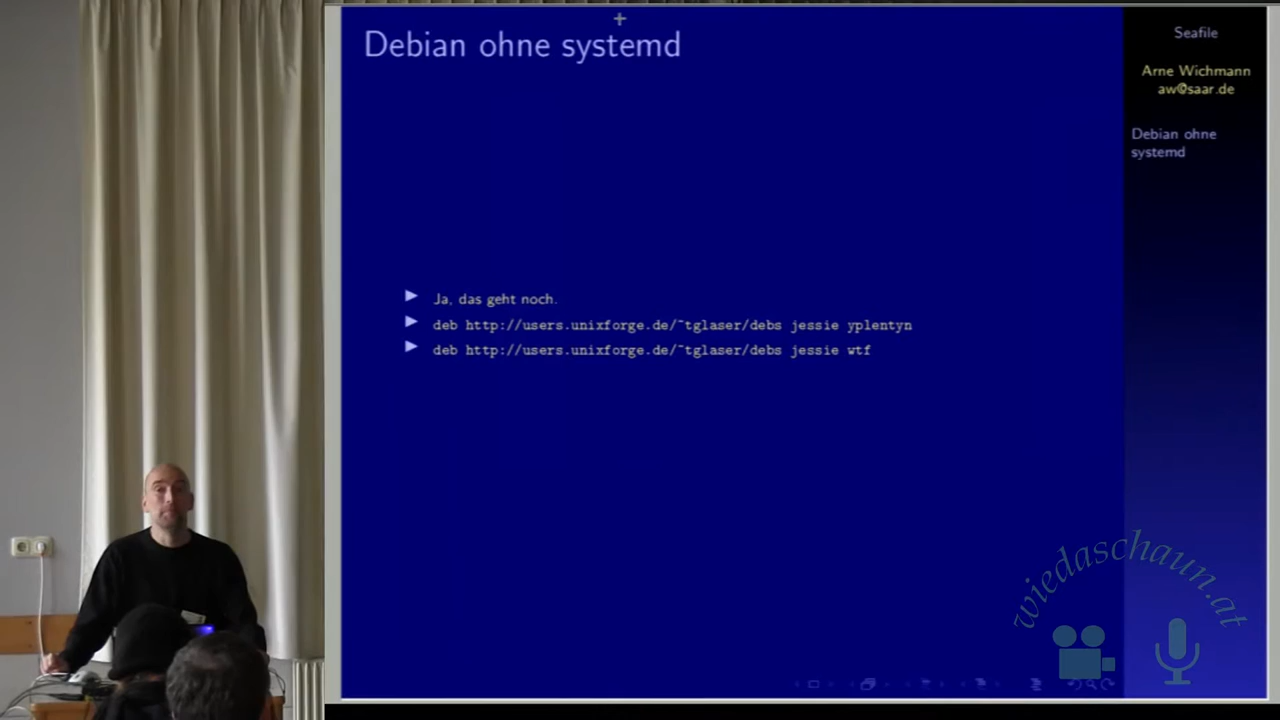 Debian ohne systemd
Ja, das geht noch.
deb http://users.unixforge.de/~tglaser/debs jessie yplentyn
deb http://users.unixforge.de/~tglaser/debs jessie wtf
Seafile
Arne Wichmann
aw@saar.de
Debian ohne
systemd
wiedaschaun.at